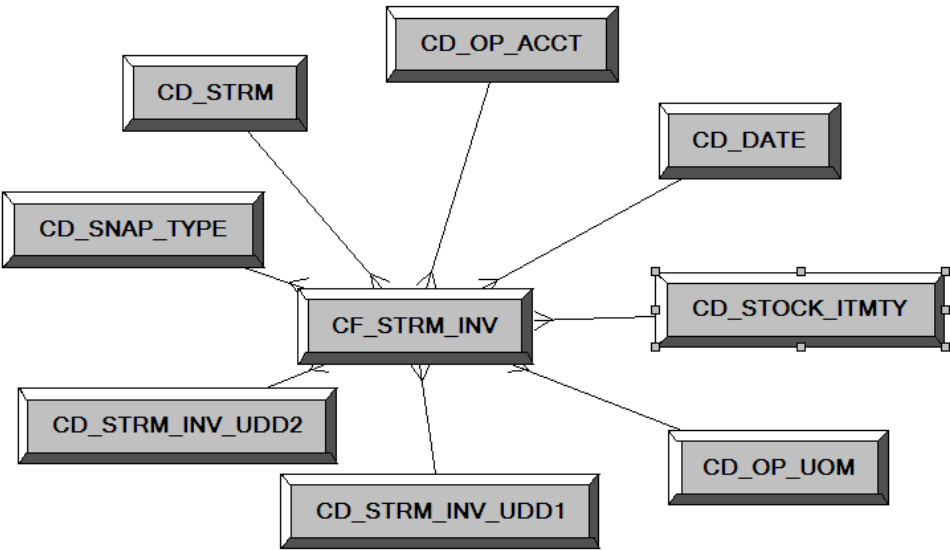 CD_OP_ACCT
CD_STRM
CD_DATE
CD_SNAP_TYPE
CD_STOCK_ITMTY
CF_STRM_INV
CD_STRM_INV_UDD2
CD_OP_UOM
CD_STRM_INV_UDD1